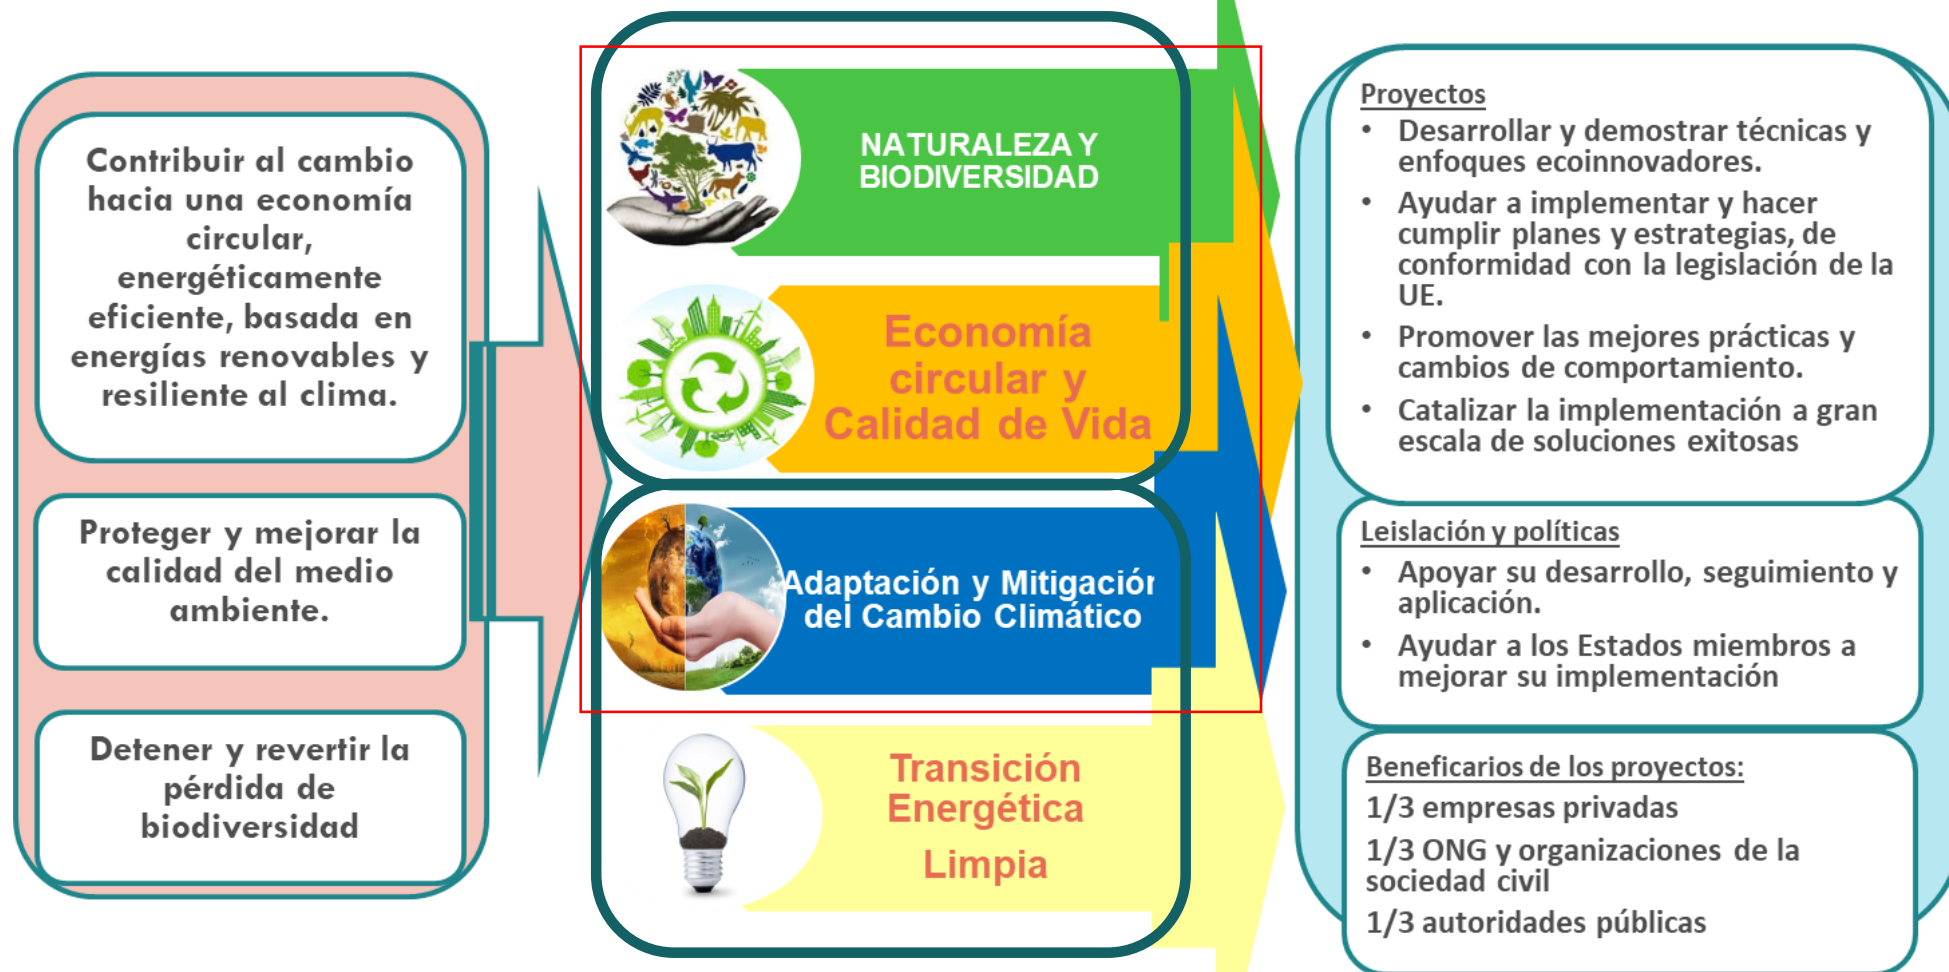 Contribuir al cambio
hacia una economía
circular,
energéticamente
eficiente, basada en
energías renovables y
resiliente al clima.
Proteger y mejorar la
calidad del medio
ambiente.
Detener y revertir la
pérdida de
biodiversidad
NATURALEZA Y
BIODIVERSIDAD
Economía
circular y
Calidad de Vida
Adaptación y Mitigación
del Cambio Climático
Transición
Energética
Limpia
Proyectos
• Desarrollar y demostrar técnicas y
enfoques ecoinnovadores.
• Ayudar a implementar y hacer
cumplir planes y estrategias, de
conformidad con la legislación de la
UE.
• Promover las mejores prácticas y
cambios de comportamiento.
• Catalizar la implementación a gran
escala de soluciones exitosas
Leislación y políticas
• Apoyar su desarrollo, seguimiento y
aplicación.
• Ayudar a los Estados miembros a
mejorar su implementación
Beneficarios de los proyectos:
1/3 empresas privadas
1/3 ONG y organizaciones de la
sociedad civil
1/3 autoridades públicas